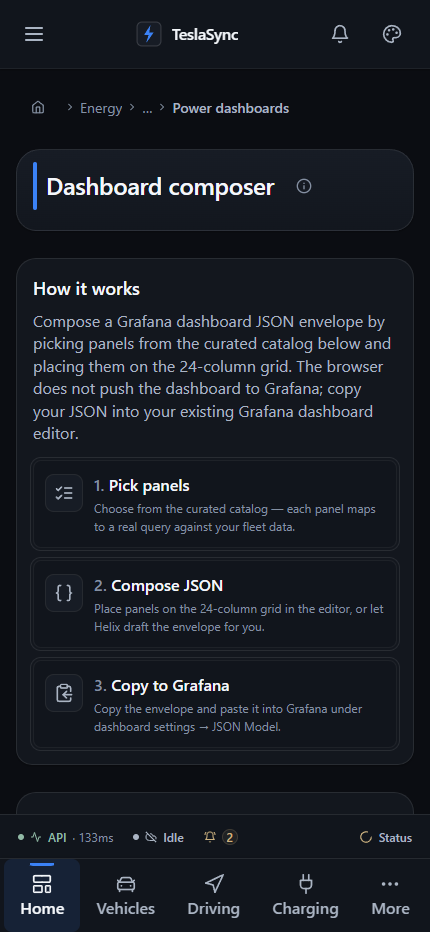 TeslaSync
Energy > ... > Power dashboards
Dashboard composer
How it works
Compose a Grafana dashboard JSON envelope by
picking panels from the curated catalog below and
placing them on the 24-column grid. The browser
does not push the dashboard to Grafana; copy
your JSON into your existing Grafana dashboard
editor.
1. Pick panels
Choose from the curated catalog — each panel maps
to a real query against your fleet data.
2. Compose JSON
Place panels on the 24-column grid in the editor, or let
Helix draft the envelope for you.
3. Copy to Grafana
Copy the envelope and paste it into Grafana under
dashboard settings → JSON Model.
API · 133ms Idle 2 Status
Home Vehicles Driving Charging More